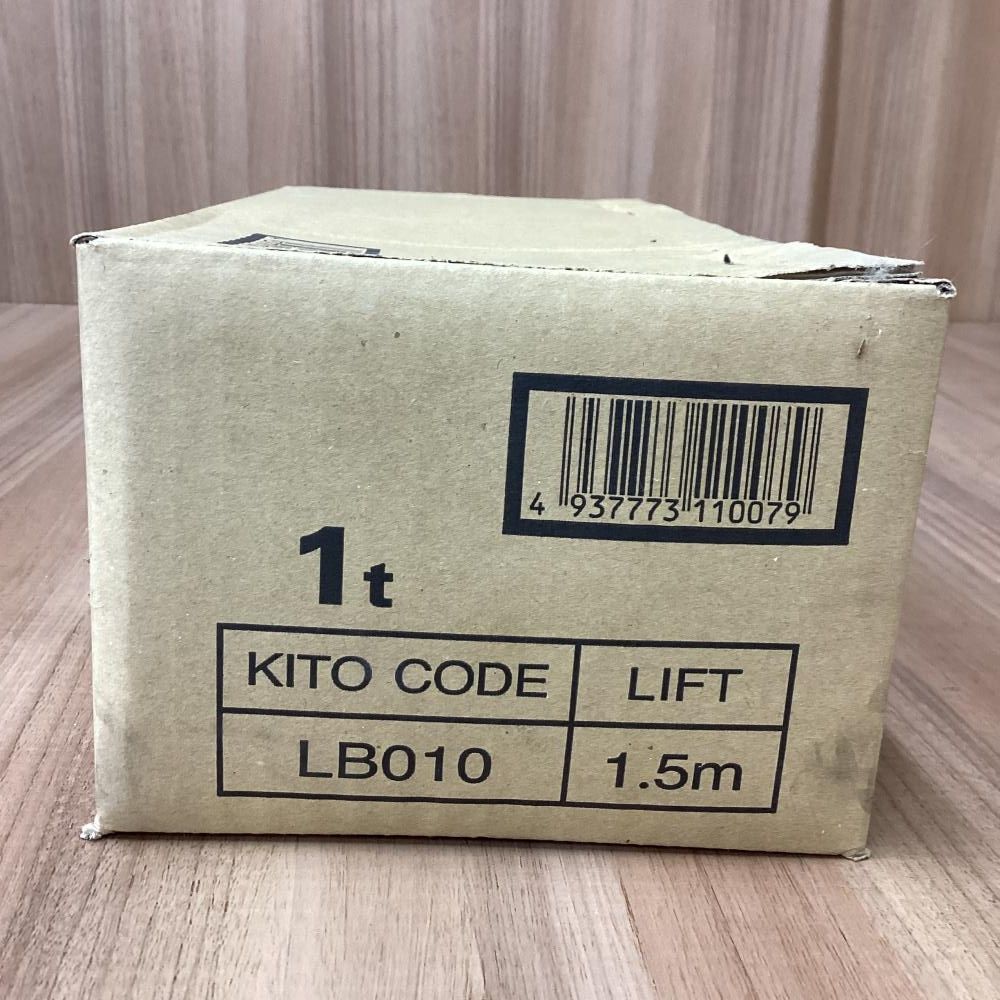 4 937773 110079
1t
KITO CODE LIFT
LB010 1.5m